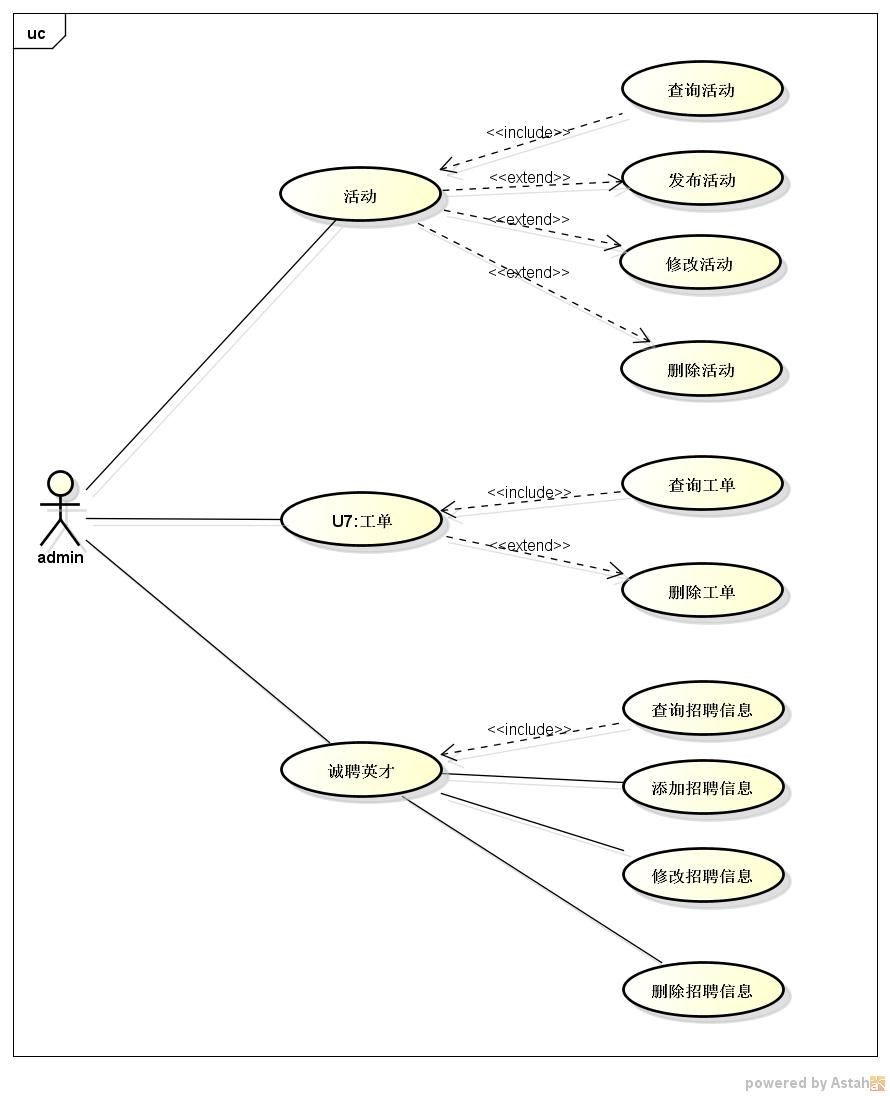 uc
查询活动
<<include>>
发布活动
<<extend>>
活动
<<extend>>
修改活动
<<extend>>
删除活动
查询工单
<<include>>
U7:工单
<<extend>>
admin
删除工单
查询招聘信息
<<include>>
诚聘英才
添加招聘信息
修改招聘信息
删除招聘信息
powered by Astah